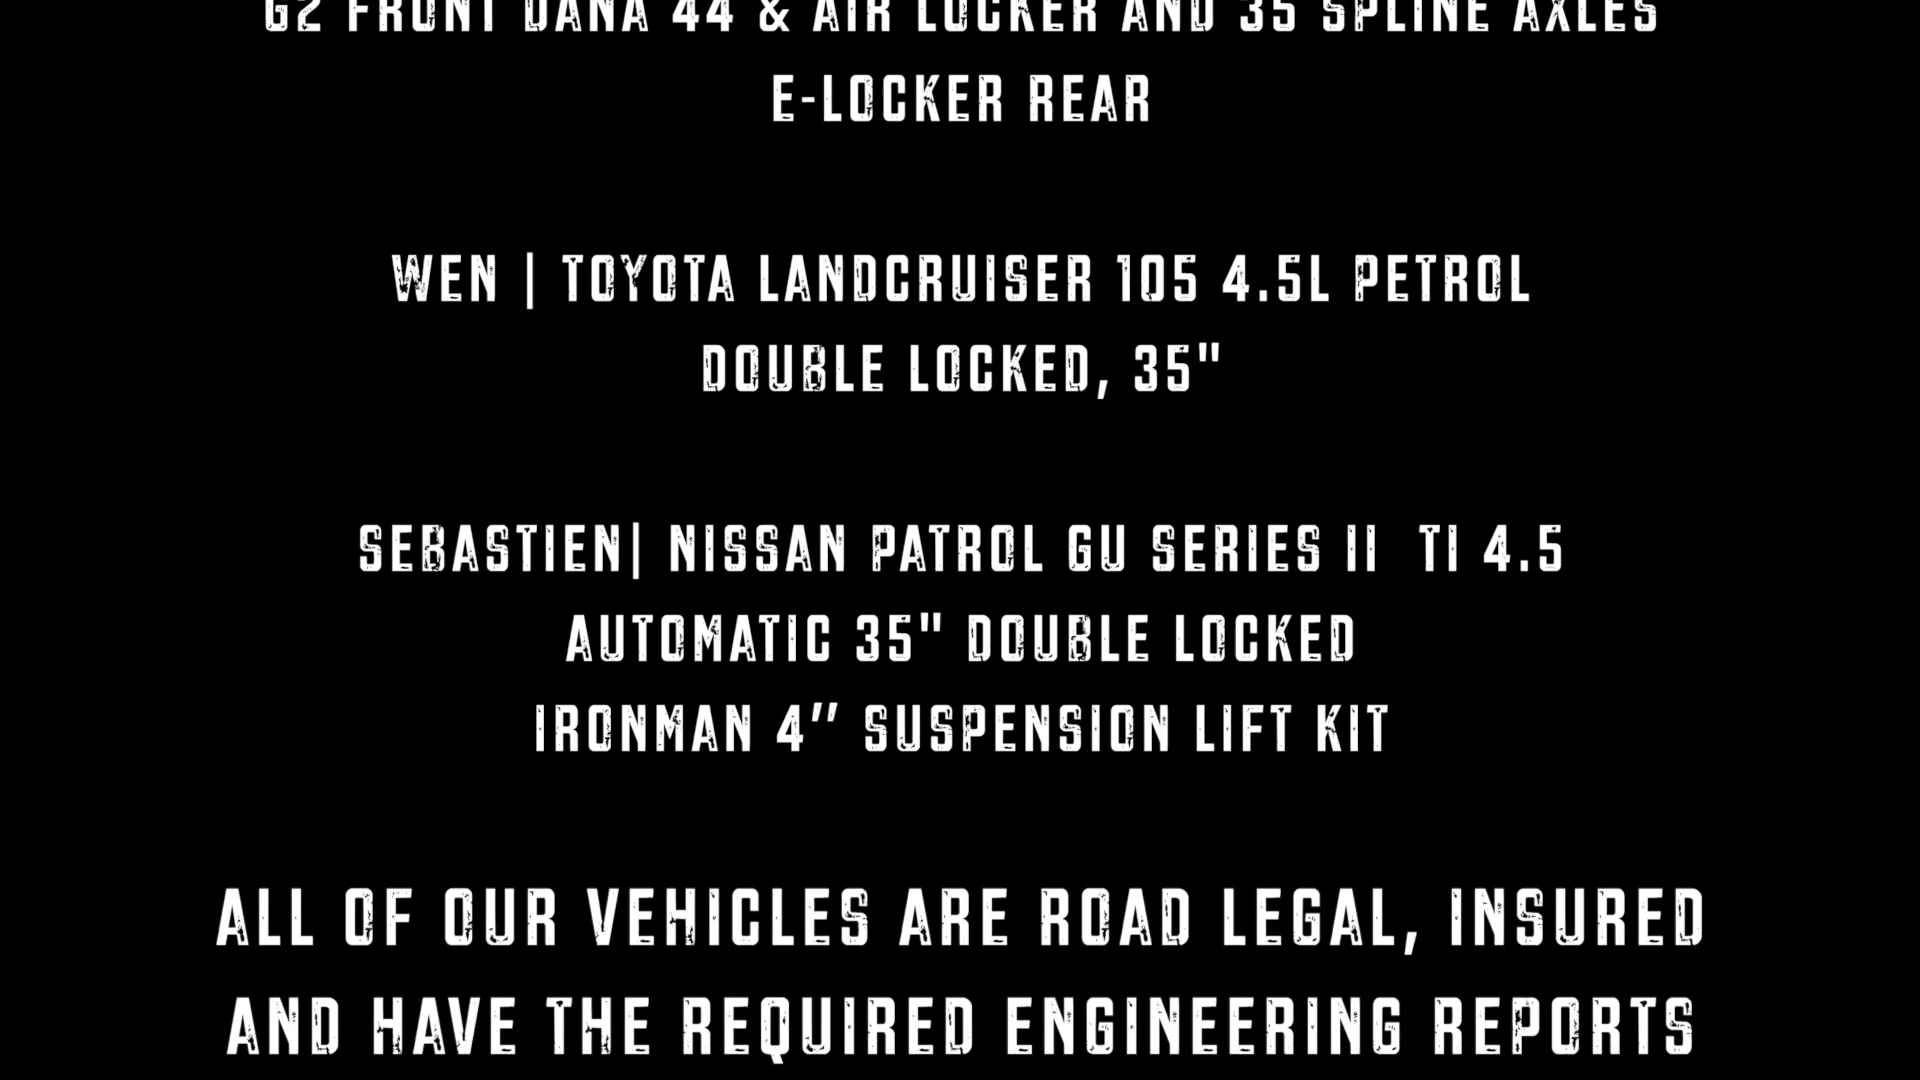 G2 FRONT DANA 44 & AIR LOCKER AND 35 SPLINE AXLES
E-LOCKER REAR
WEN | TOYOTA LANDCRUISER 105 4.5L PETROL
DOUBLE LOCKED, 35"
SEBASTIEN| NISSAN PATROL GU SERIES II  TI 4.5
AUTOMATIC 35" DOUBLE LOCKED
IRONMAN 4” SUSPENSION LIFT KIT
ALL OF OUR VEHICLES ARE ROAD LEGAL, INSURED
AND HAVE THE REQUIRED ENGINEERING REPORTS